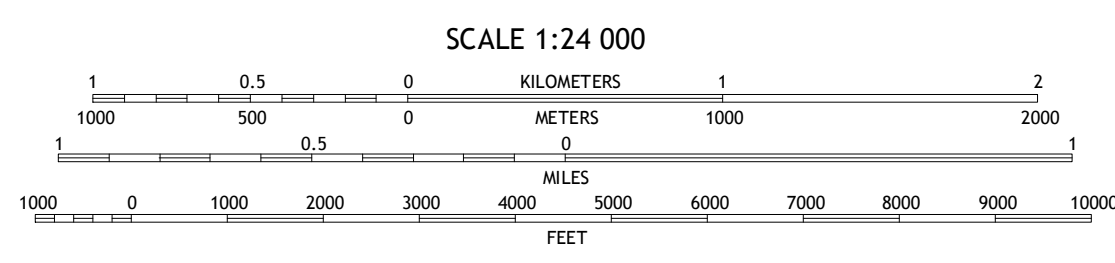 SCALE 1:24 000
1 0.5 0 KILOMETERS 1 2
1000 500 0 METERS 1000 2000
1 0.5 0 1
MILES
1000 0 1000 2000 3000 4000 5000 6000 7000 8000 9000 10000
FEET